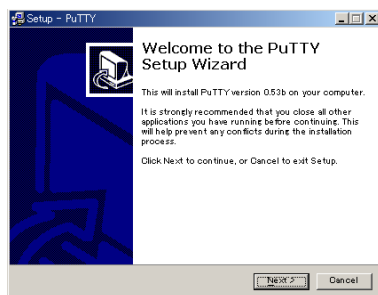 Setup - PuTTY
Welcome to the PuTTY
Setup Wizard
This will install PuTTY version 0.53b on your computer.
It is strongly recommended that you close all other
applications you have running before continuing. This
will help prevent any conflicts during the installation
process.
Click Next to continue, or Cancel to exit Setup.
Next >
Cancel